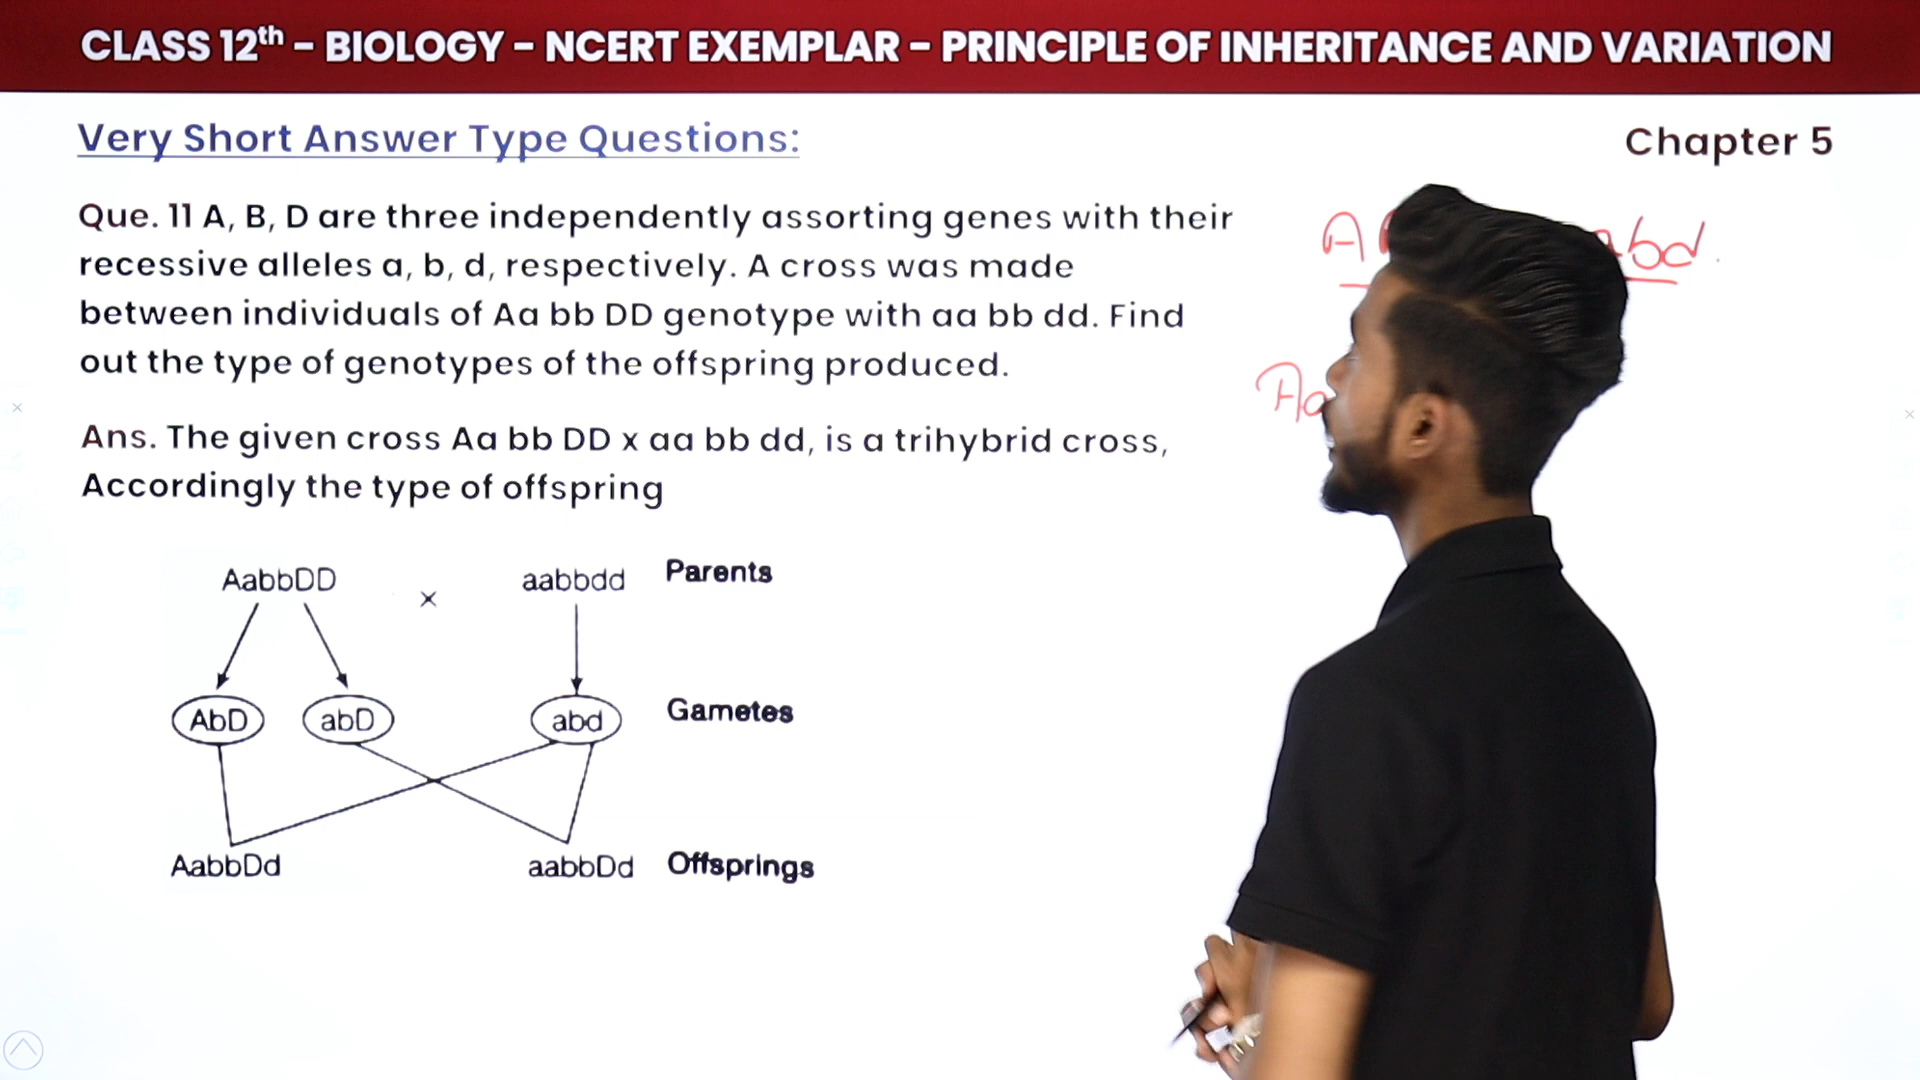 CLASS 12th – BIOLOGY – NCERT EXEMPLAR – PRINCIPLE OF INHERITANCE AND VARIATION
Very Short Answer Type Questions:
Chapter 5
Que. 11 A, B, D are three independently assorting genes with their
recessive alleles a, b, d, respectively. A cross was made
between individuals of Aa bb DD genotype with aa bb dd. Find
out the type of genotypes of the offspring produced.
Ans. The given cross Aa bb DD x aa bb dd, is a trihybrid cross,
Accordingly the type of offspring
AabbDD × aabbdd Parents
AbD abD abd Gametes
AabbDd aabbDd Offsprings
A
abd
Aa